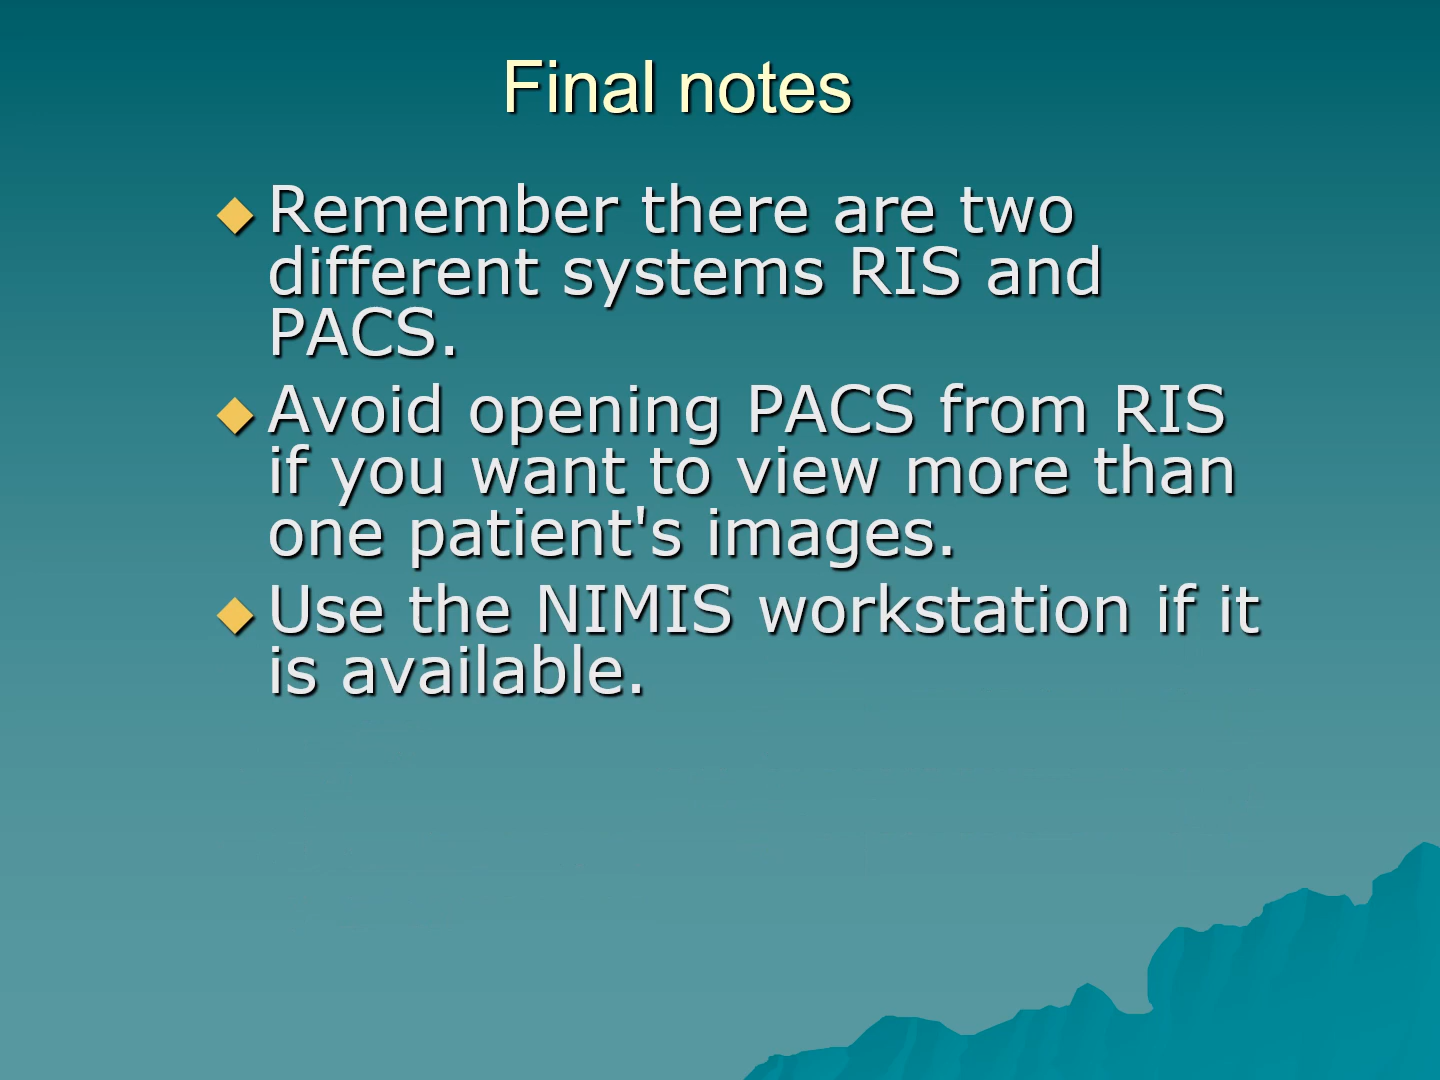 Final notes
Remember there are two
different systems RIS and
PACS.
Avoid opening PACS from RIS
if you want to view more than
one patient's images.
Use the NIMIS workstation if it
is available.